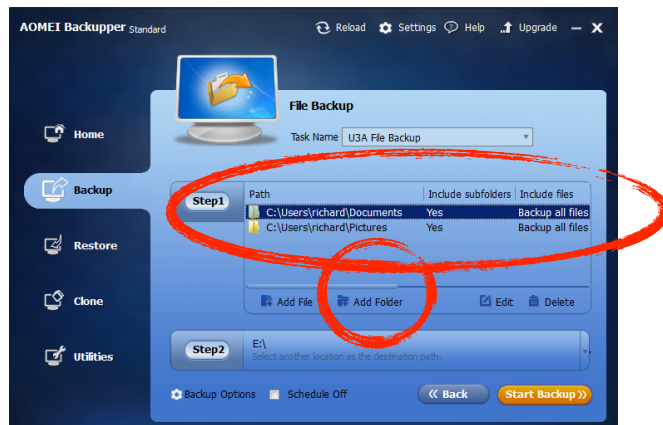 AOMEI Backupper Standard
Reload Settings Help Upgrade
File Backup
Task Name U3A File Backup
Home
Backup
Restore
Clone
Utilities
Step1
Path Include subfolders Include files
C:\Users\richard\Documents Yes Backup all files
C:\Users\richard\Pictures Yes Backup all files
Add File Add Folder Edit Delete
Step2
E:\
Select another location as the destination path.
Backup Options Schedule Off Back Start Backup